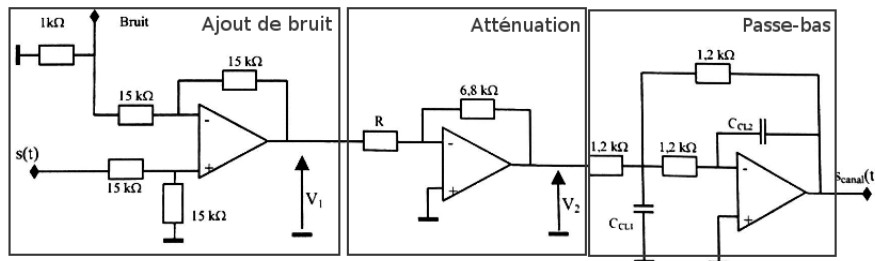 Ajout de bruit
Atténuation
Passe-bas
1kΩ
Bruit
15 kΩ
15 kΩ
s(t)
15 kΩ
15 kΩ
-
+
V1
R
6,8 kΩ
-
+
V2
1,2 kΩ
1,2 kΩ
1,2 kΩ
CCL2
CCL1
-
+
scanal(t